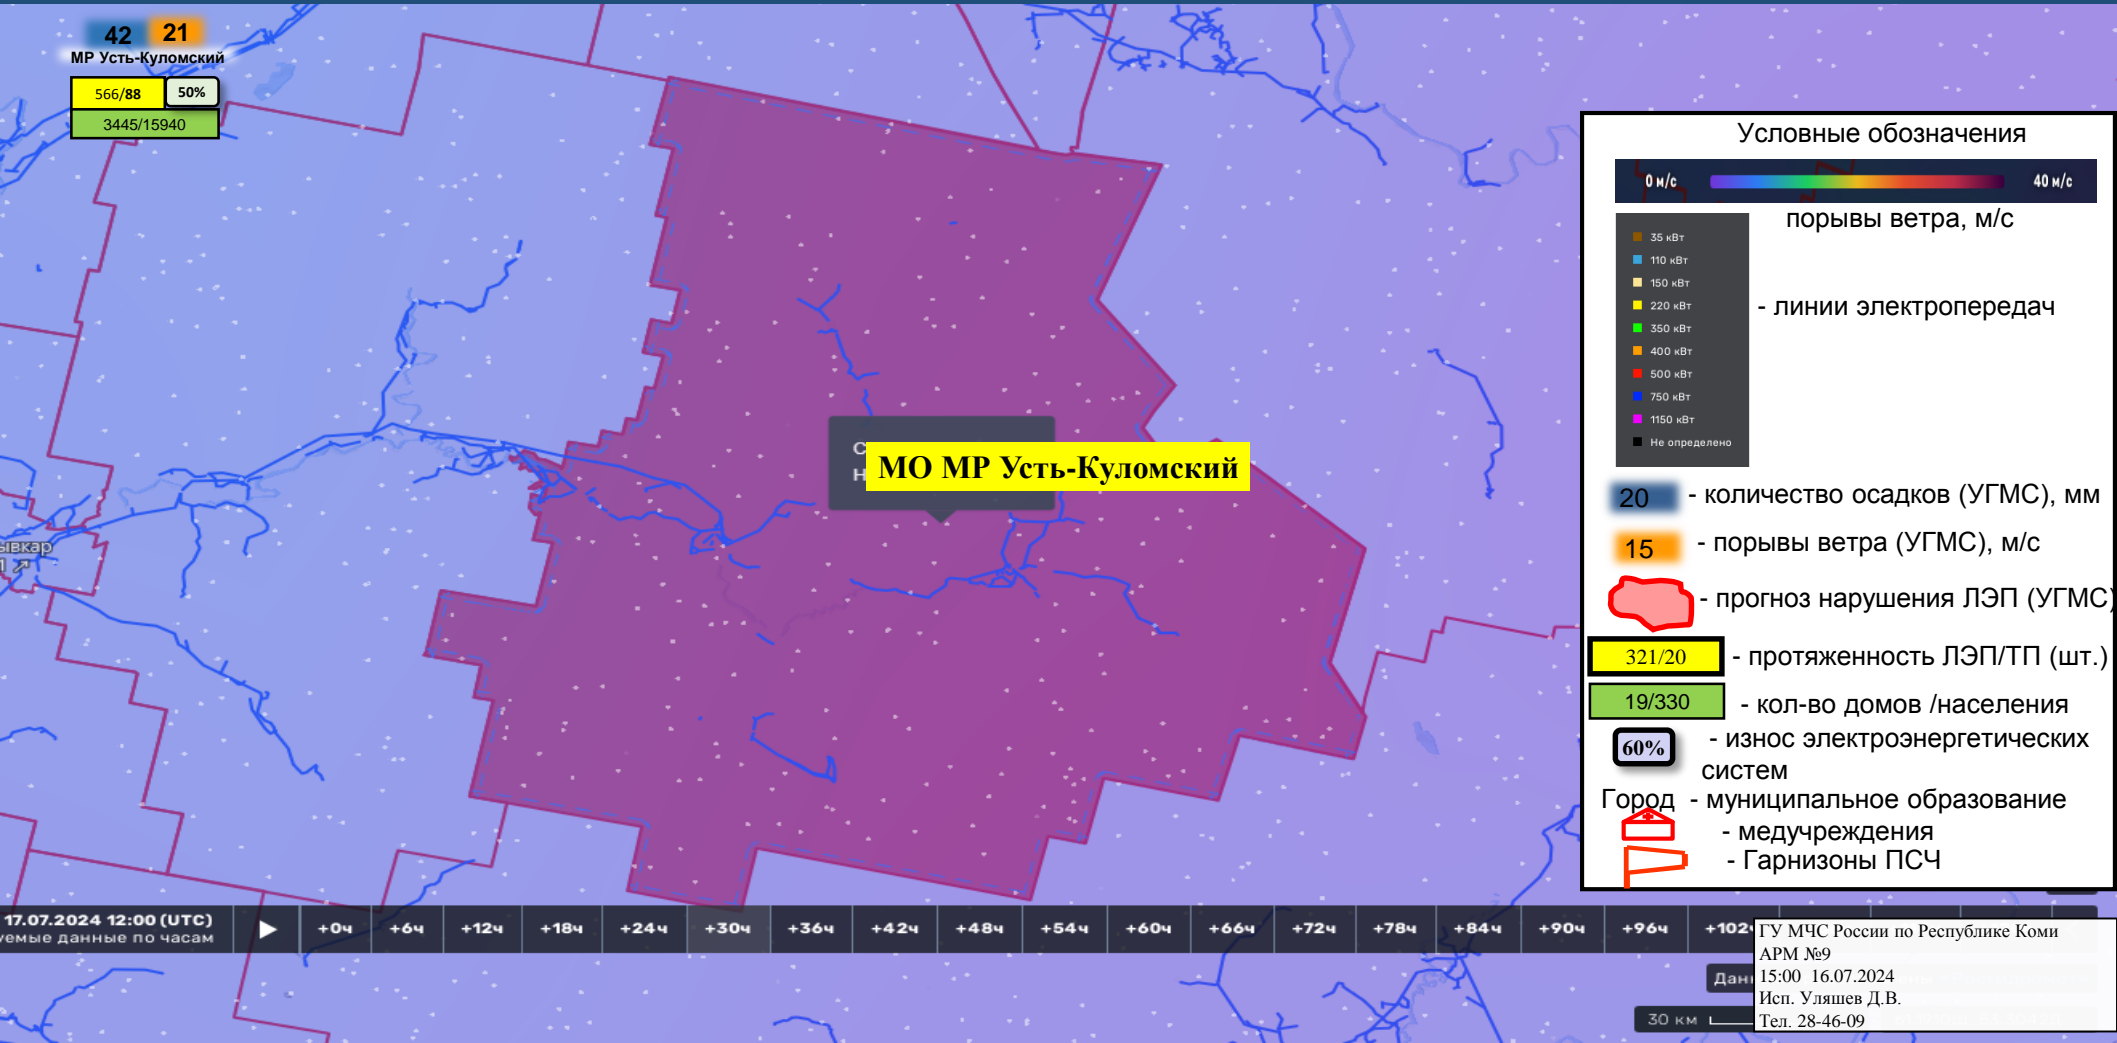 42 21
МР Усть-Куломский
566/88 50%
3445/15940
МО МР Усть-Куломский
Условные обозначения
0 м/с 40 м/с
порывы ветра, м/с
35 кВт
110 кВт
150 кВт
220 кВт
350 кВт
400 кВт
500 кВт
750 кВт
1150 кВт
Не определено
- линии электропередач
20 - количество осадков (УГМС), мм
15 - порывы ветра (УГМС), м/с
- прогноз нарушения ЛЭП (УГМС)
321/20 - протяженность ЛЭП/ТП (шт.)
19/330 - кол-во домов /населения
60% - износ электроэнергетических
систем
Город - муниципальное образование
- медучреждения
- Гарнизоны ПСЧ
17.07.2024 12:00 (UTC)
данные по часам
+0ч +6ч +12ч +18ч +24ч +30ч +36ч +42ч +48ч +54ч +60ч +66ч +72ч +78ч +84ч +90ч +96ч +102ч
ГУ МЧС России по Республике Коми
АРМ №9
15:00 16.07.2024
Исп. Уляшев Д.В.
Тел. 28-46-09
30 км